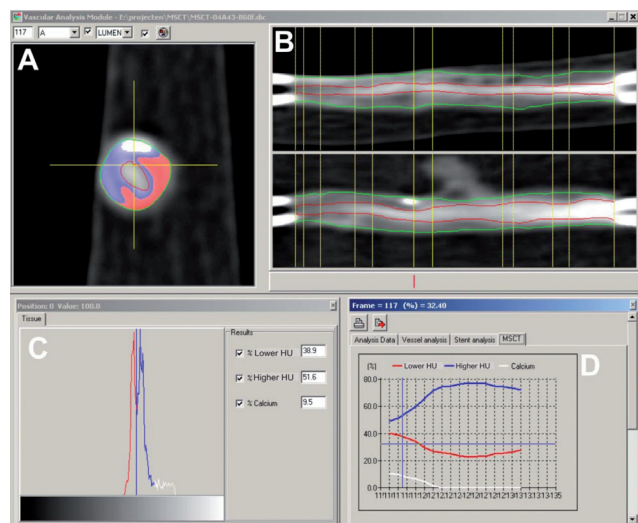 Vascular Analysis Module - E:\projecten\MSCT\MSCT-04A43-B60F.dic
117 A LUMEN
A
B
Position: 0 Value: 108.0
Tissue
C
Results
% Lower HU 38.9
% Higher HU 51.6
% Calcium 9.5
Frame = 117 (%) = 32.40
Analysis Data Vessel analysis Stent analysis MSCT
D
[%] Lower HU Higher HU Calcium
80.0
60.0
40.0
20.0
0.0